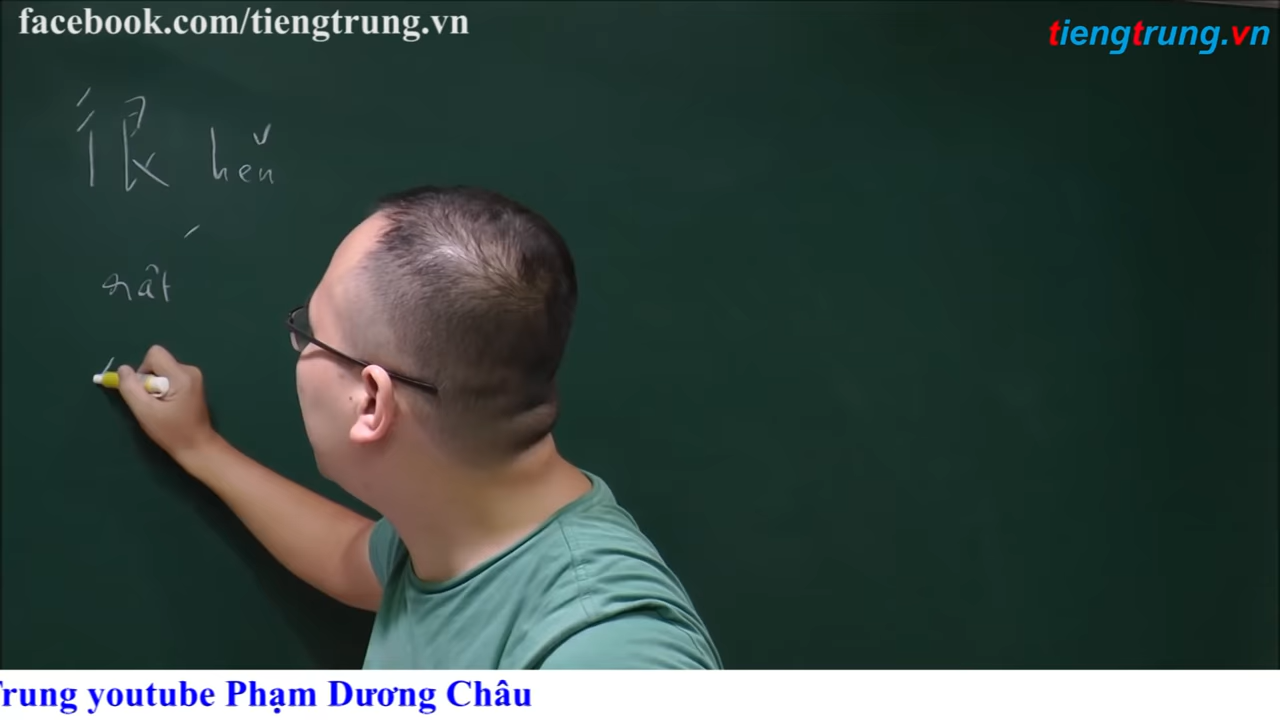 facebook.com/tiengtrung.vn
tiengtrung.vn
很 hěn
rất
Trung youtube Phạm Dương Châu